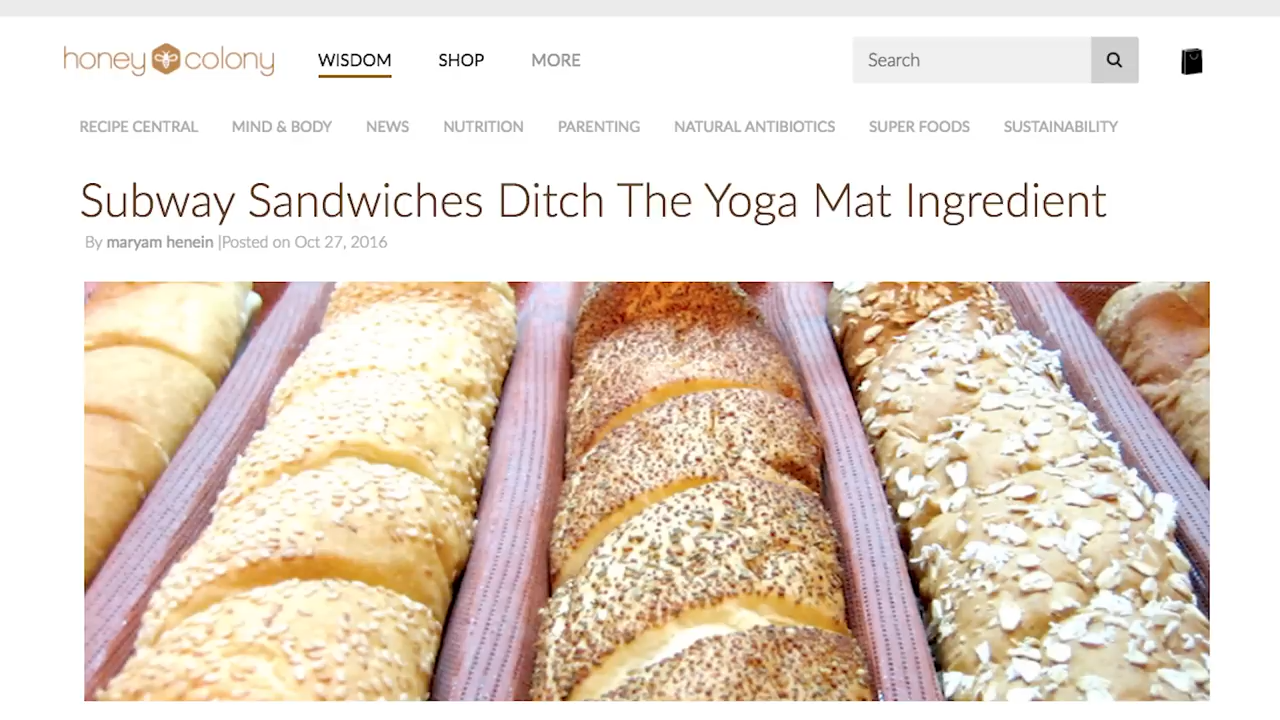 honey colony WISDOM SHOP MORE Search
RECIPE CENTRAL MIND & BODY NEWS NUTRITION PARENTING NATURAL ANTIBIOTICS SUPER FOODS SUSTAINABILITY
Subway Sandwiches Ditch The Yoga Mat Ingredient
By maryam henein |Posted on Oct 27, 2016